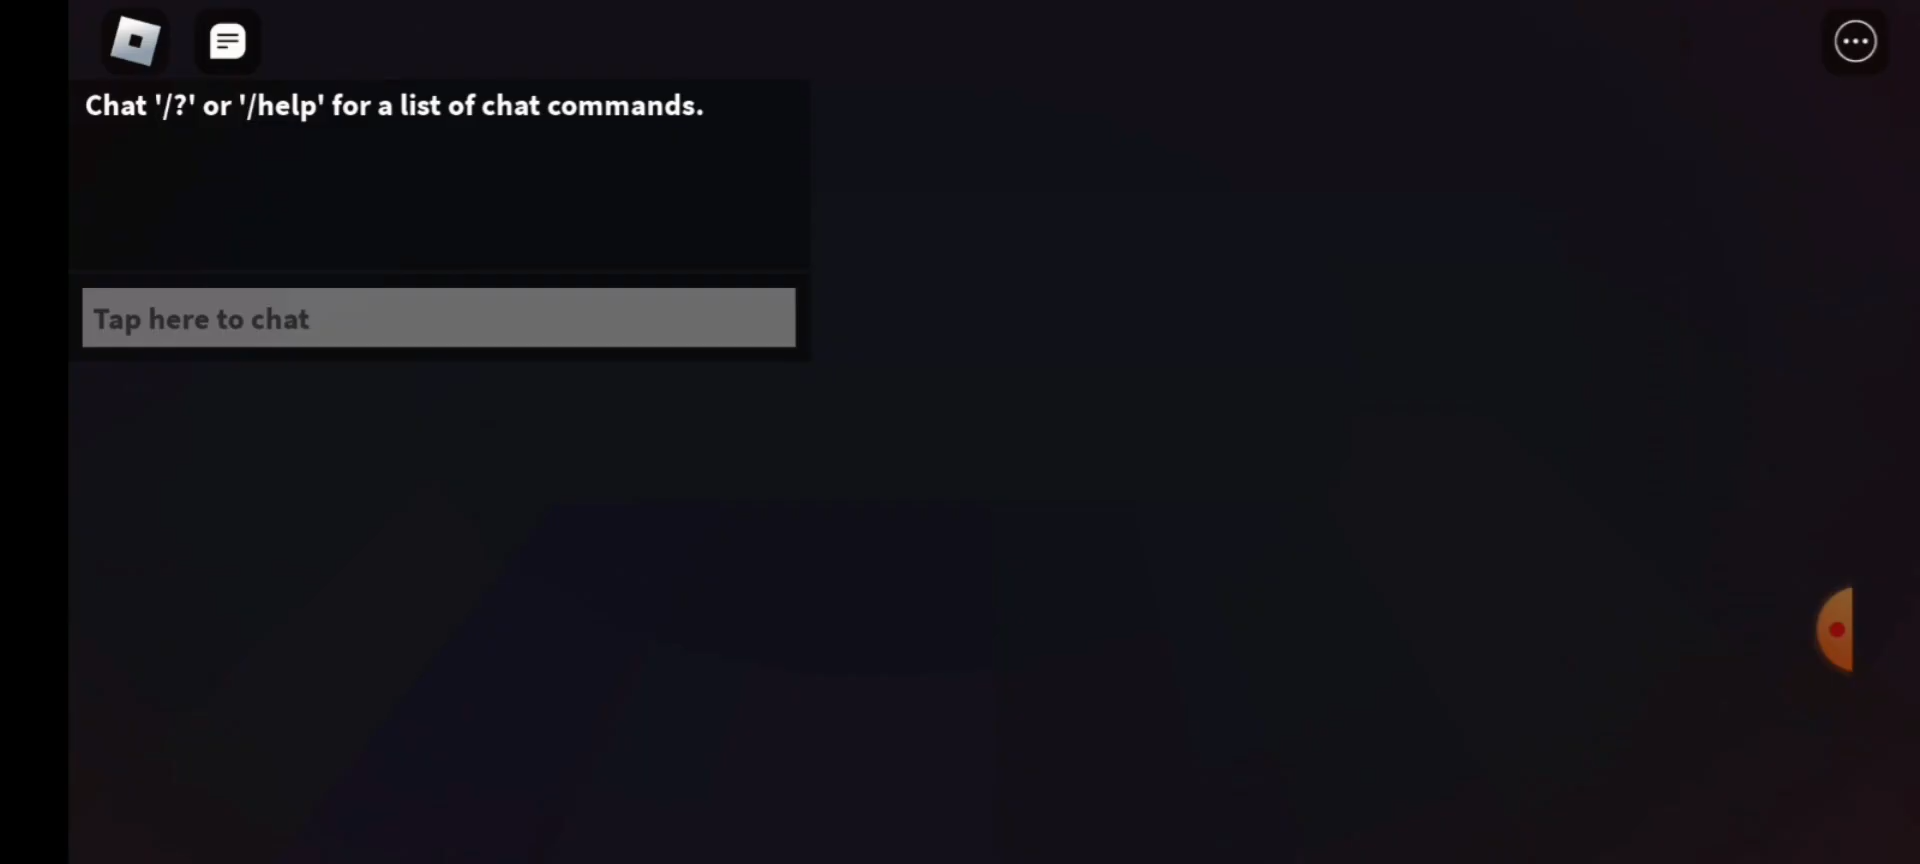 Chat '/?' or '/help' for a list of chat commands.
Tap here to chat